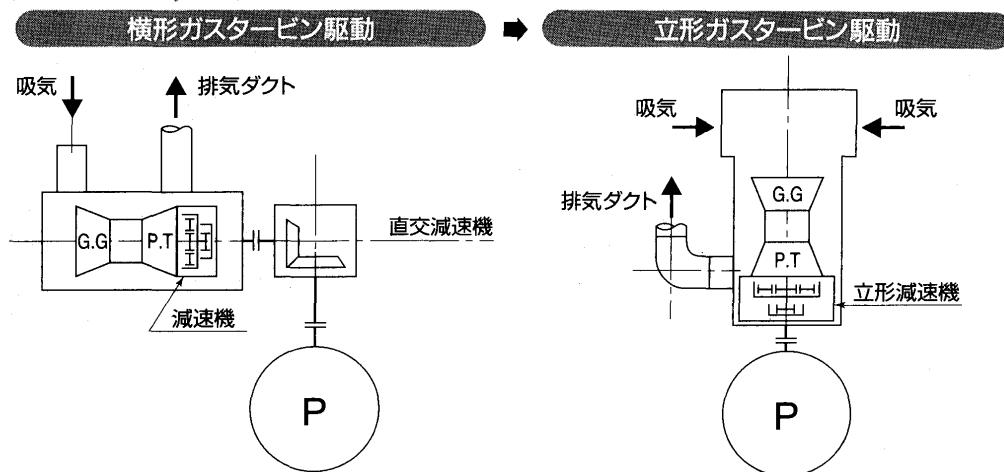 横形ガスタービン駆動
吸気
排気ダクト
G.G
P.T
直交減速機
減速機
P
立形ガスタービン駆動
吸気
吸気
G.G
排気ダクト
P.T
立形減速機
P